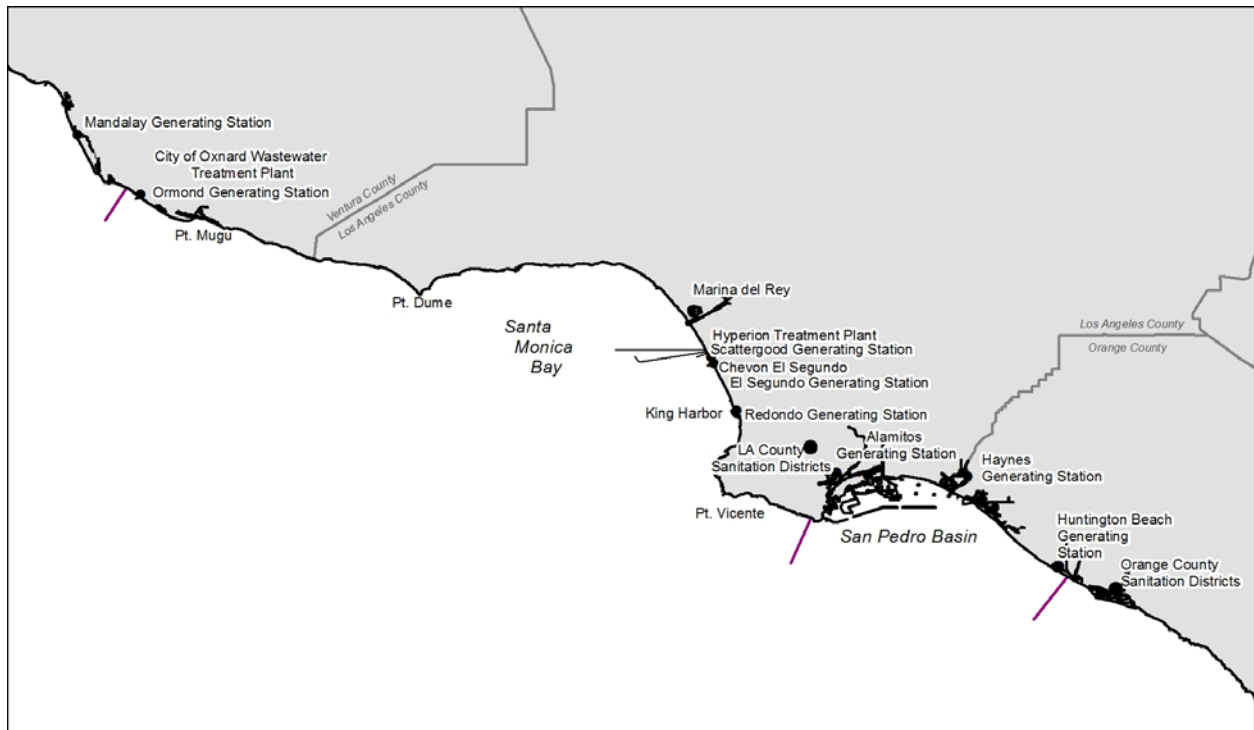 Mandalay Generating Station
City of Oxnard Wastewater
Treatment Plant
Ormond Generating Station
Pt. Mugu
Ventura County
Los Angeles County
Pt. Dume
Marina del Rey
Santa
Monica
Bay
Hyperion Treatment Plant
Scattergood Generating Station
Chevon El Segundo
El Segundo Generating Station
Los Angeles County
Orange County
King Harbor
Redondo Generating Station
LA County
Sanitation Districts
Alamitos
Generating Station
Haynes
Generating Station
Pt. Vicente
San Pedro Basin
Huntington Beach
Generating
Station
Orange County
Sanitation Districts